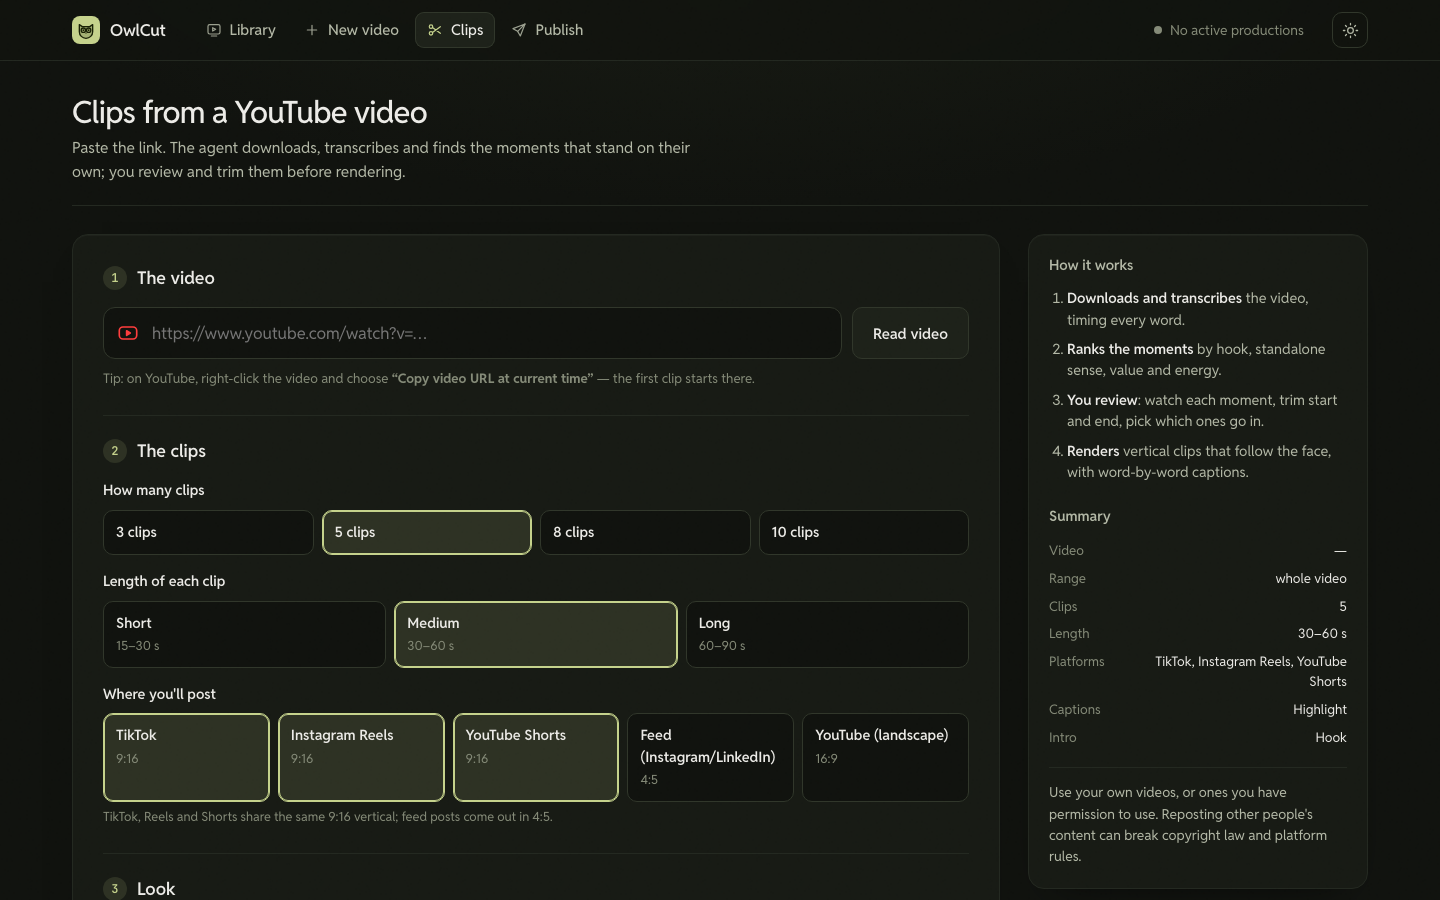 OwlCut
Library
New video
Clips
Publish
No active productions
Clips from a YouTube video
Paste the link. The agent downloads, transcribes and finds the moments that stand on their
own; you review and trim them before rendering.
1 The video
https://www.youtube.com/watch?v=...
Read video
Tip: on YouTube, right-click the video and choose “Copy video URL at current time” — the first clip starts there.
2 The clips
How many clips
3 clips
5 clips
8 clips
10 clips
Length of each clip
Short
15–30 s
Medium
30–60 s
Long
60–90 s
Where you'll post
TikTok
9:16
Instagram Reels
9:16
YouTube Shorts
9:16
Feed
(Instagram/LinkedIn)
4:5
YouTube (landscape)
16:9
TikTok, Reels and Shorts share the same 9:16 vertical; feed posts come out in 4:5.
3 Look
How it works
1. Downloads and transcribes the video,
timing every word.
2. Ranks the moments by hook, standalone
sense, value and energy.
3. You review: watch each moment, trim start
and end, pick which ones go in.
4. Renders vertical clips that follow the face,
with word-by-word captions.
Summary
Video —
Range whole video
Clips 5
Length 30–60 s
Platforms TikTok, Instagram Reels, YouTube
Shorts
Captions Highlight
Intro Hook
Use your own videos, or ones you have
permission to use. Reposting other people's
content can break copyright law and platform
rules.